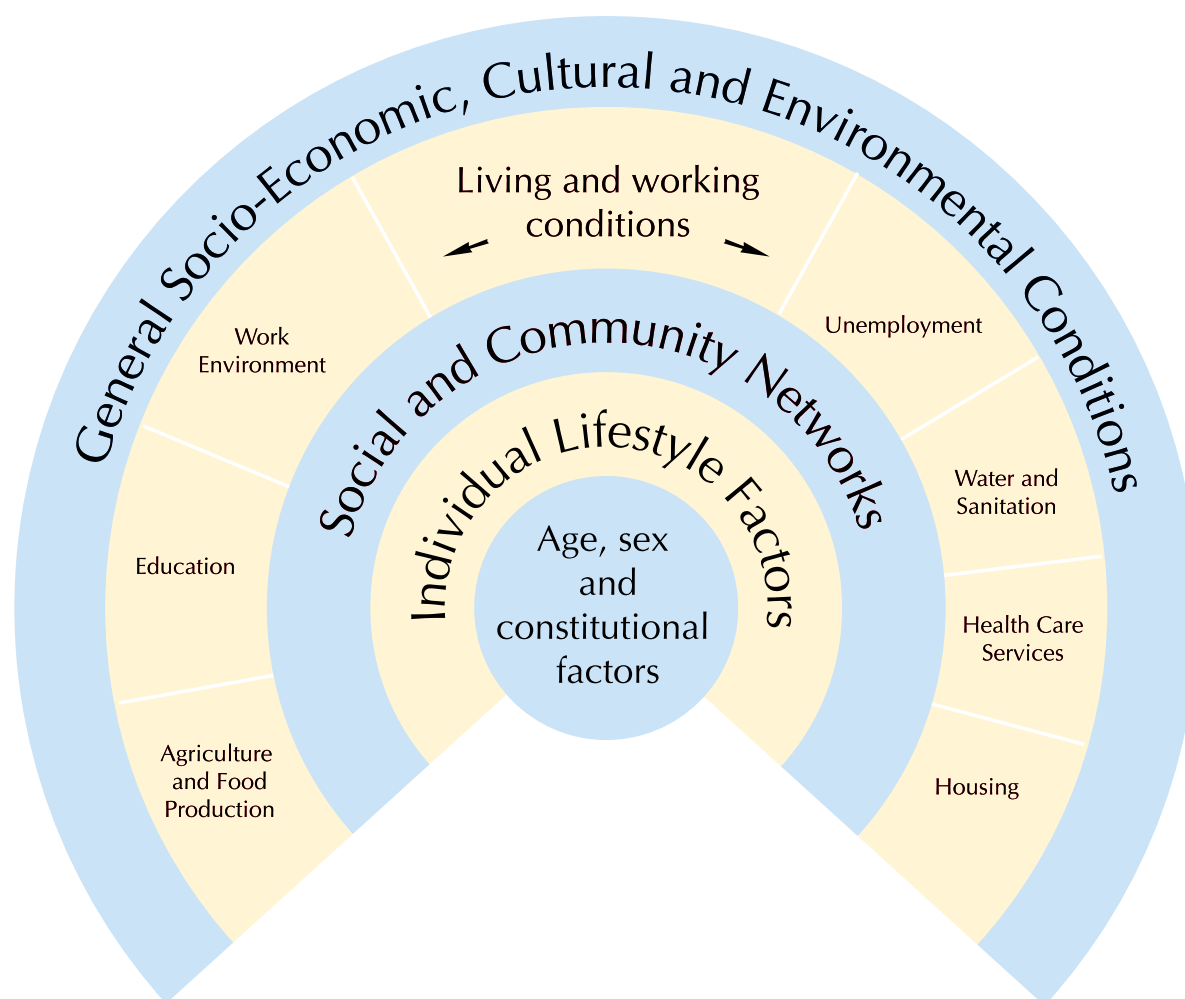 General Socio-Economic, Cultural and Environmental Conditions
Living and working
conditions
Work
Environment
Education
Agriculture
and Food
Production
Unemployment
Water and
Sanitation
Health Care
Services
Housing
Social and Community Networks
Individual Lifestyle Factors
Age, sex
and
constitutional
factors